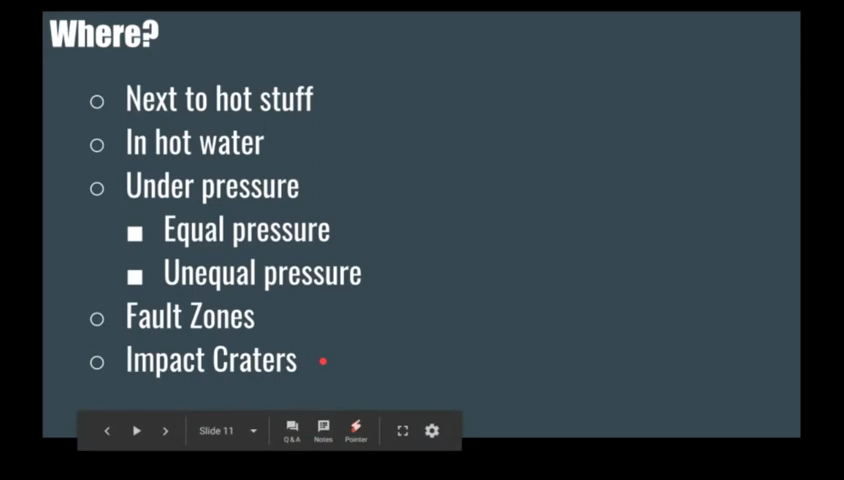 Where?
Next to hot stuff
In hot water
Under pressure
Equal pressure
Unequal pressure
Fault Zones
Impact Craters
Slide 11
Q&A Notes Pointer